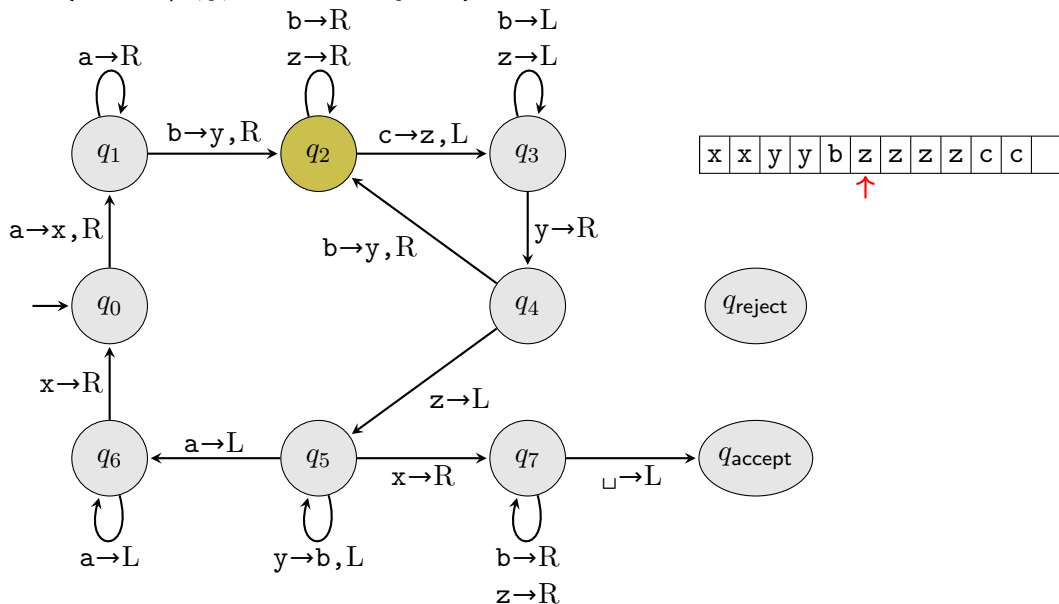 b→R
b→L
a→R
z→R
z→L
q1
b→y,R
q2
c→z,L
q3
x x y y b z z z z c c
↑
a→x,R
b→y,R
y→R
q0
q4
qreject
x→R
z→L
q6
a→L
q5
x→R
q7
␣→L
qaccept
a→L
y→b,L
b→R
z→R